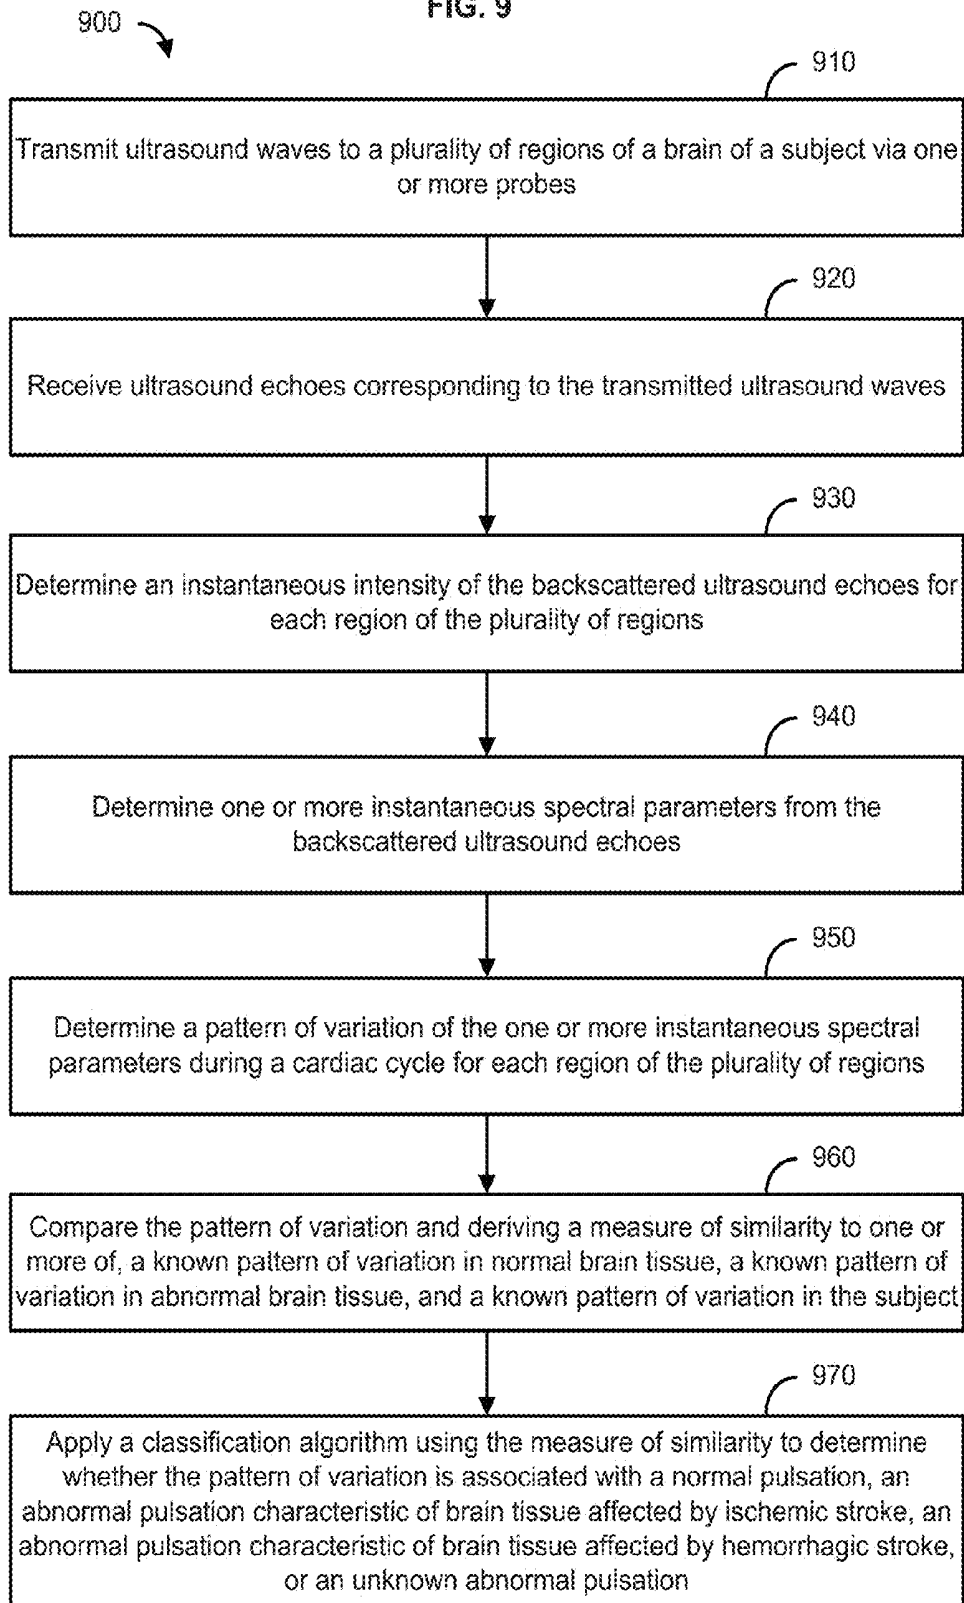 FIG. 9
900
910
Transmit ultrasound waves to a plurality of regions of a brain of a subject via one
or more probes
920
Receive ultrasound echoes corresponding to the transmitted ultrasound waves
930
Determine an instantaneous intensity of the backscattered ultrasound echoes for
each region of the plurality of regions
940
Determine one or more instantaneous spectral parameters from the
backscattered ultrasound echoes
950
Determine a pattern of variation of the one or more instantaneous spectral
parameters during a cardiac cycle for each region of the plurality of regions
960
Compare the pattern of variation and deriving a measure of similarity to one or
more of, a known pattern of variation in normal brain tissue, a known pattern of
variation in abnormal brain tissue, and a known pattern of variation in the subject
970
Apply a classification algorithm using the measure of similarity to determine
whether the pattern of variation is associated with a normal pulsation, an
abnormal pulsation characteristic of brain tissue affected by ischemic stroke, an
abnormal pulsation characteristic of brain tissue affected by hemorrhagic stroke,
or an unknown abnormal pulsation